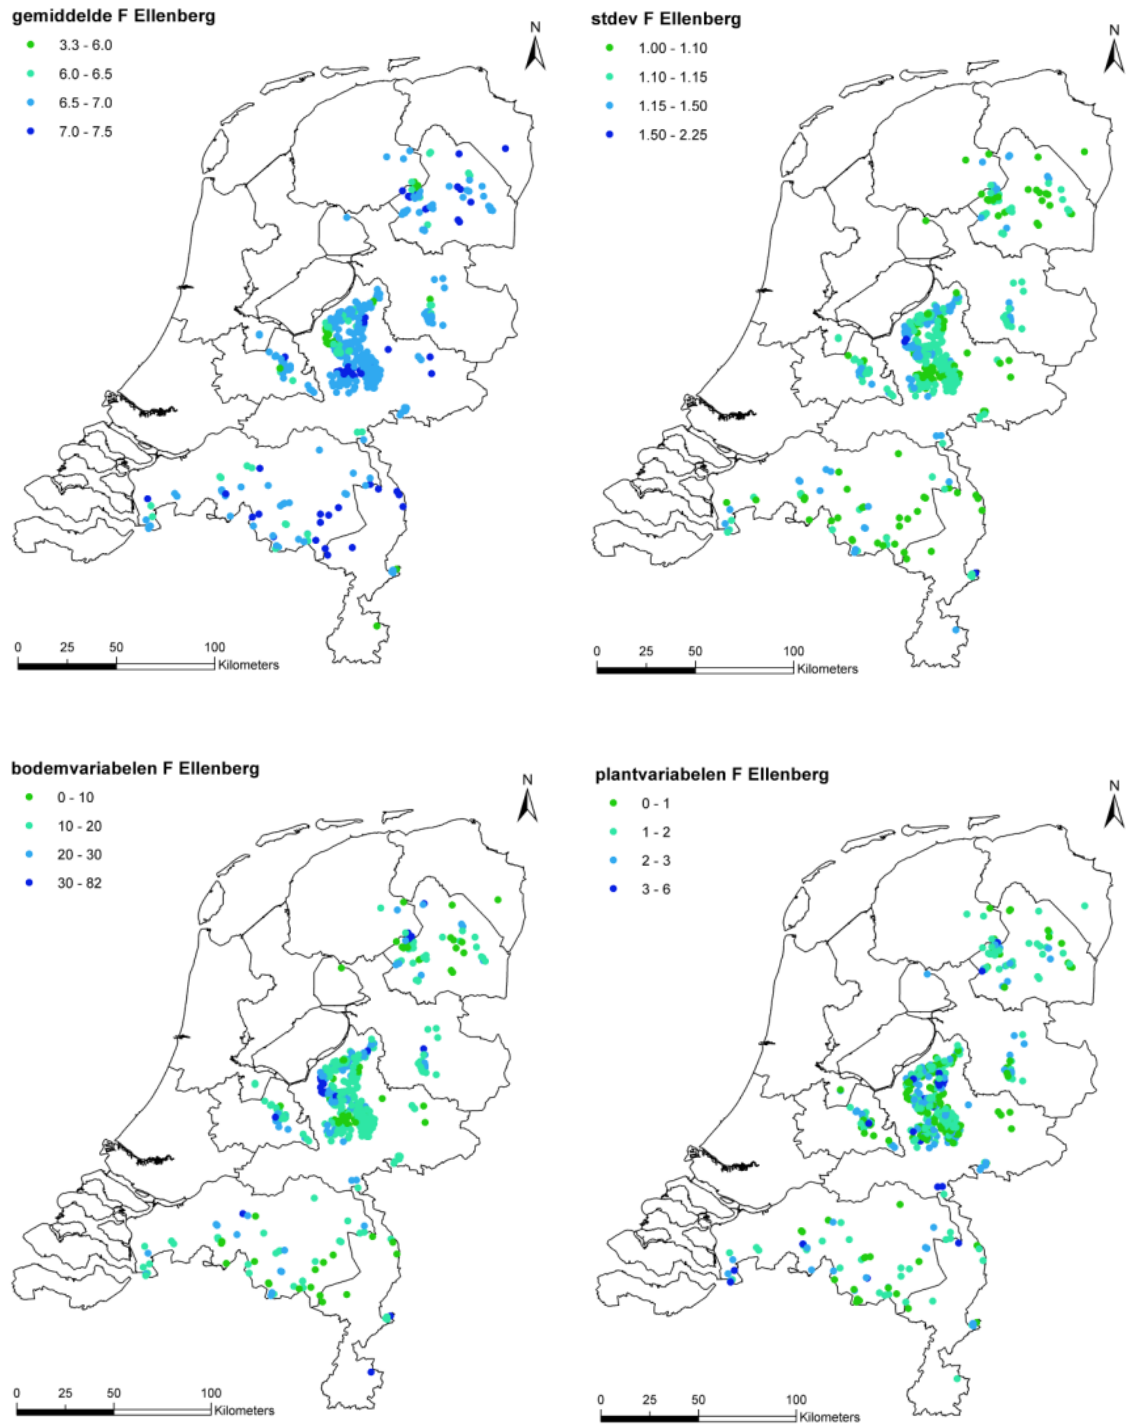 gemiddelde F Ellenberg
3.3 - 6.0
6.0 - 6.5
6.5 - 7.0
7.0 - 7.5
N
0 25 50 100
Kilometers
stdev F Ellenberg
1.00 - 1.10
1.10 - 1.15
1.15 - 1.50
1.50 - 2.25
N
0 25 50 100
Kilometers
bodemvariabelen F Ellenberg
0 - 10
10 - 20
20 - 30
30 - 82
N
0 25 50 100
Kilometers
plantvariabelen F Ellenberg
0 - 1
1 - 2
2 - 3
3 - 6
N
0 25 50 100
Kilometers